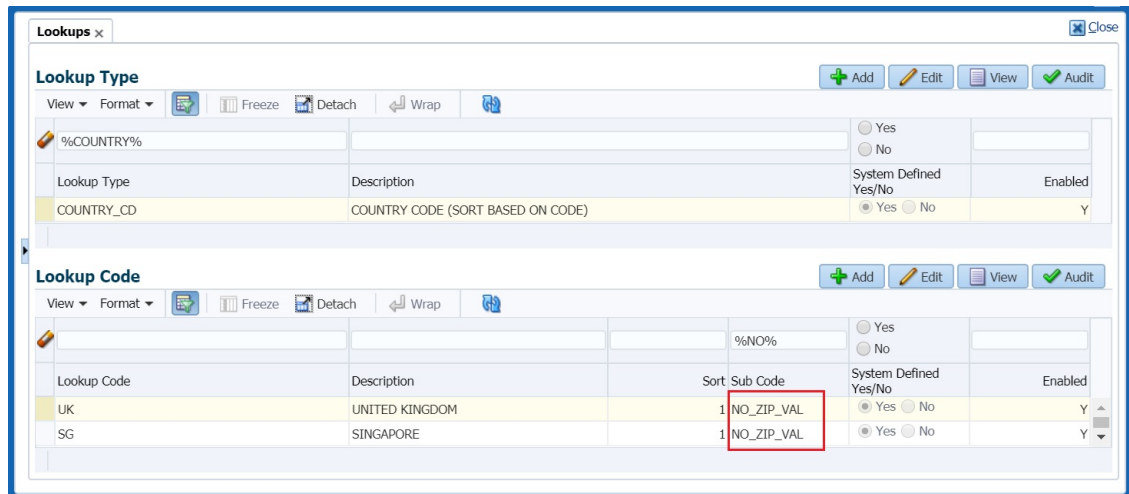 Lookups × Close
Lookup Type Add Edit View Audit
View Format Freeze Detach Wrap
Yes
%COUNTRY% No
Lookup Type Description System Defined Yes/No Enabled
COUNTRY_CD COUNTRY CODE (SORT BASED ON CODE) Yes No Y
Lookup Code Add Edit View Audit
View Format Freeze Detach Wrap
Yes
%NO% No
Lookup Code Description Sort Sub Code System Defined Yes/No Enabled
UK UNITED KINGDOM 1 NO_ZIP_VAL Yes No Y
SG SINGAPORE 1 NO_ZIP_VAL Yes No Y